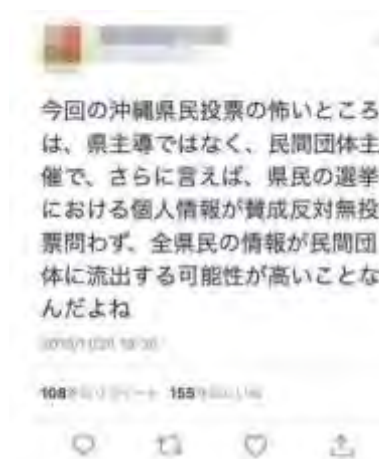 今回の沖縄県民投票の怖いところ
は、県主導ではなく、民間団体主
催で、さらに言えば、県民の選挙
における個人情報が賛成反対無投
票問わず、全県民の情報が民間団
体に流出する可能性が高いことな
んだよね
108 155